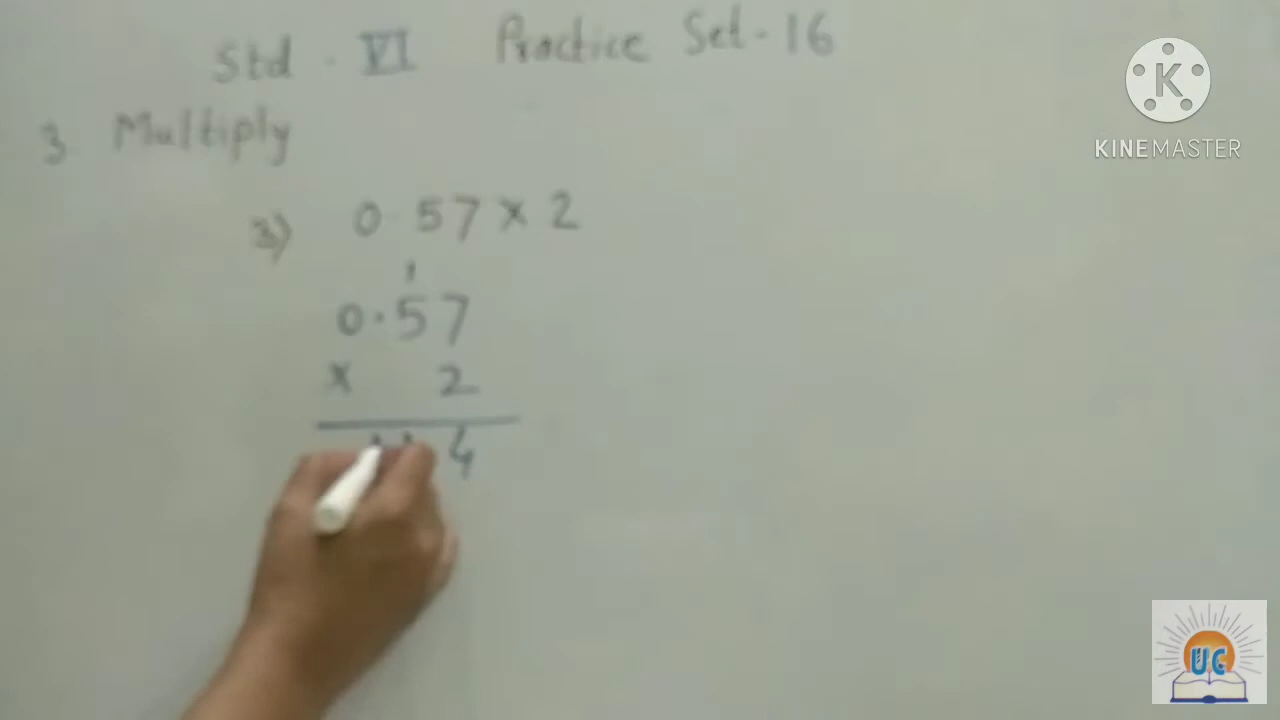 Std. VI Practice Set-16
3 Multiply
3) 0.57 x 2
1
0.57
x 2
4
K
KINEMASTER
UC